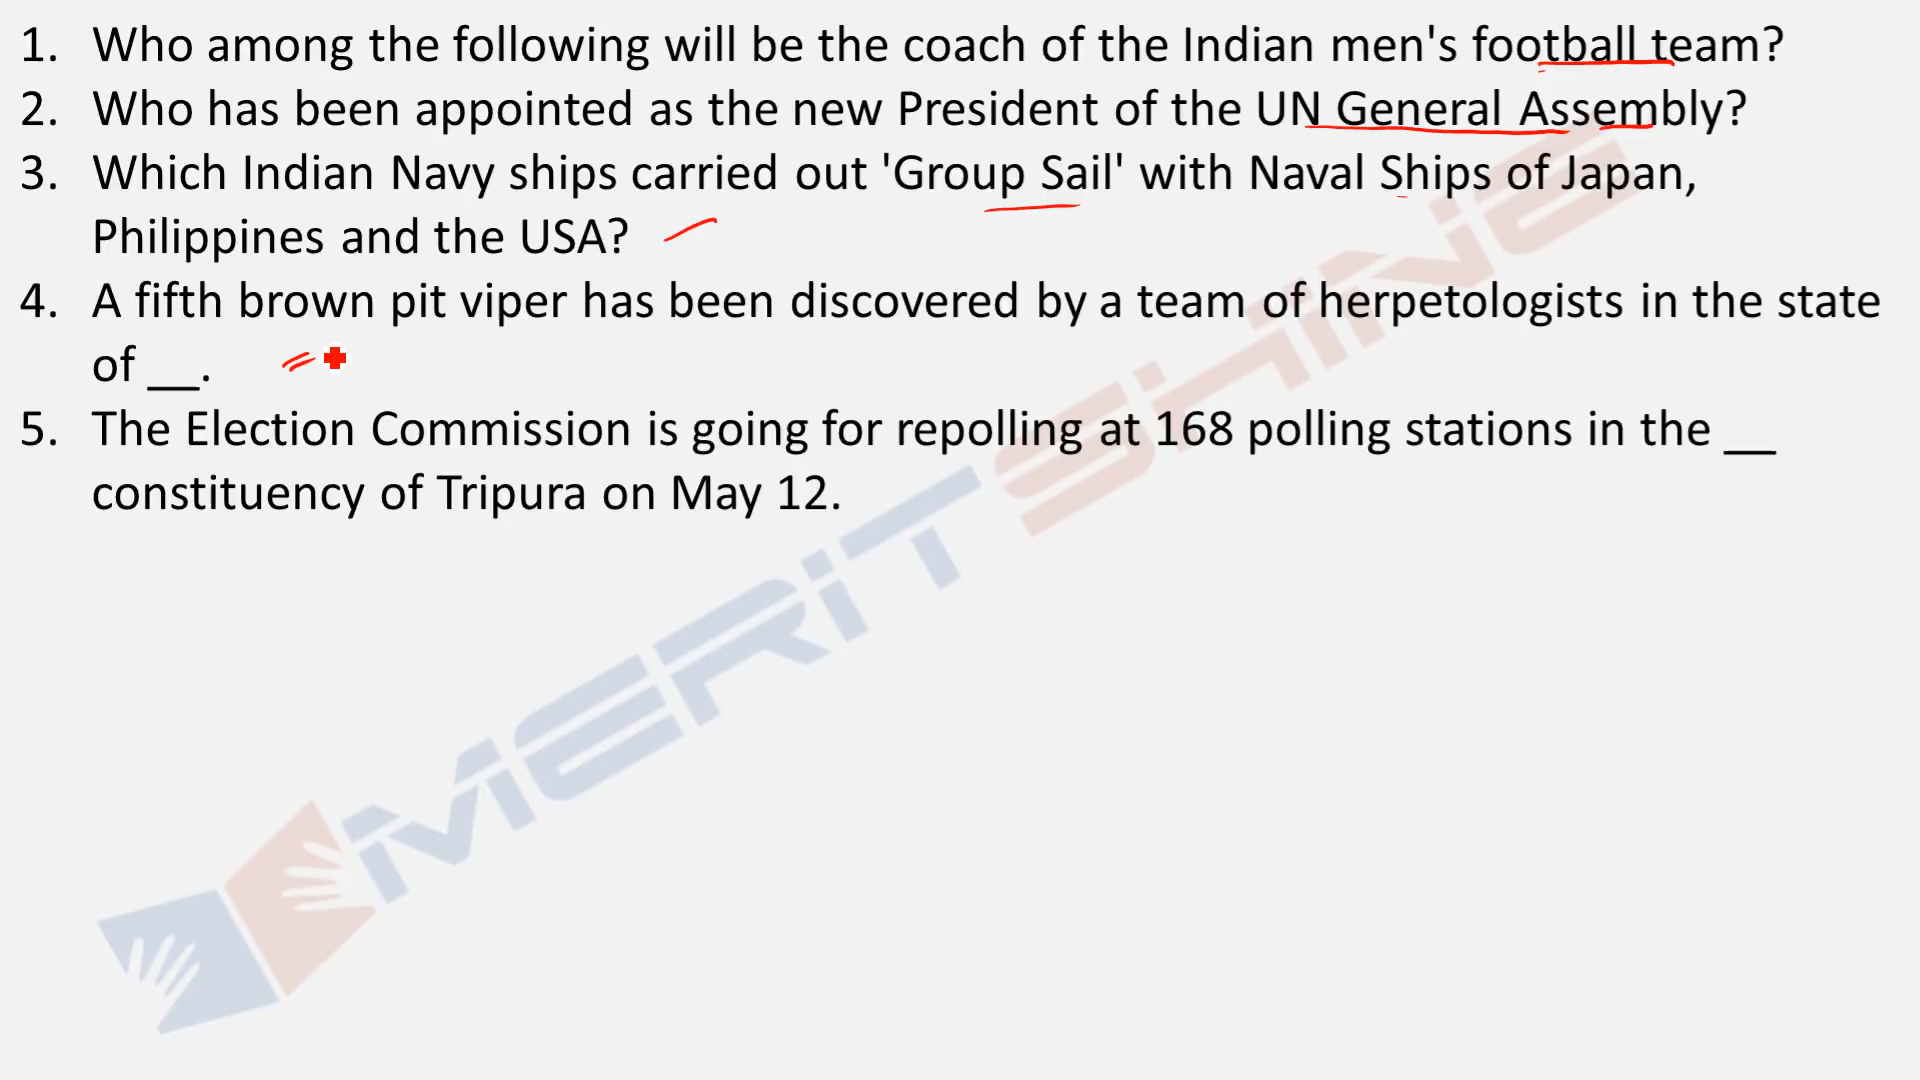 1. Who among the following will be the coach of the Indian men's football team?
2. Who has been appointed as the new President of the UN General Assembly?
3. Which Indian Navy ships carried out 'Group Sail' with Naval Ships of Japan,
Philippines and the USA?
4. A fifth brown pit viper has been discovered by a team of herpetologists in the state
of __.
5. The Election Commission is going for repolling at 168 polling stations in the __
constituency of Tripura on May 12.
MERiTSHINE